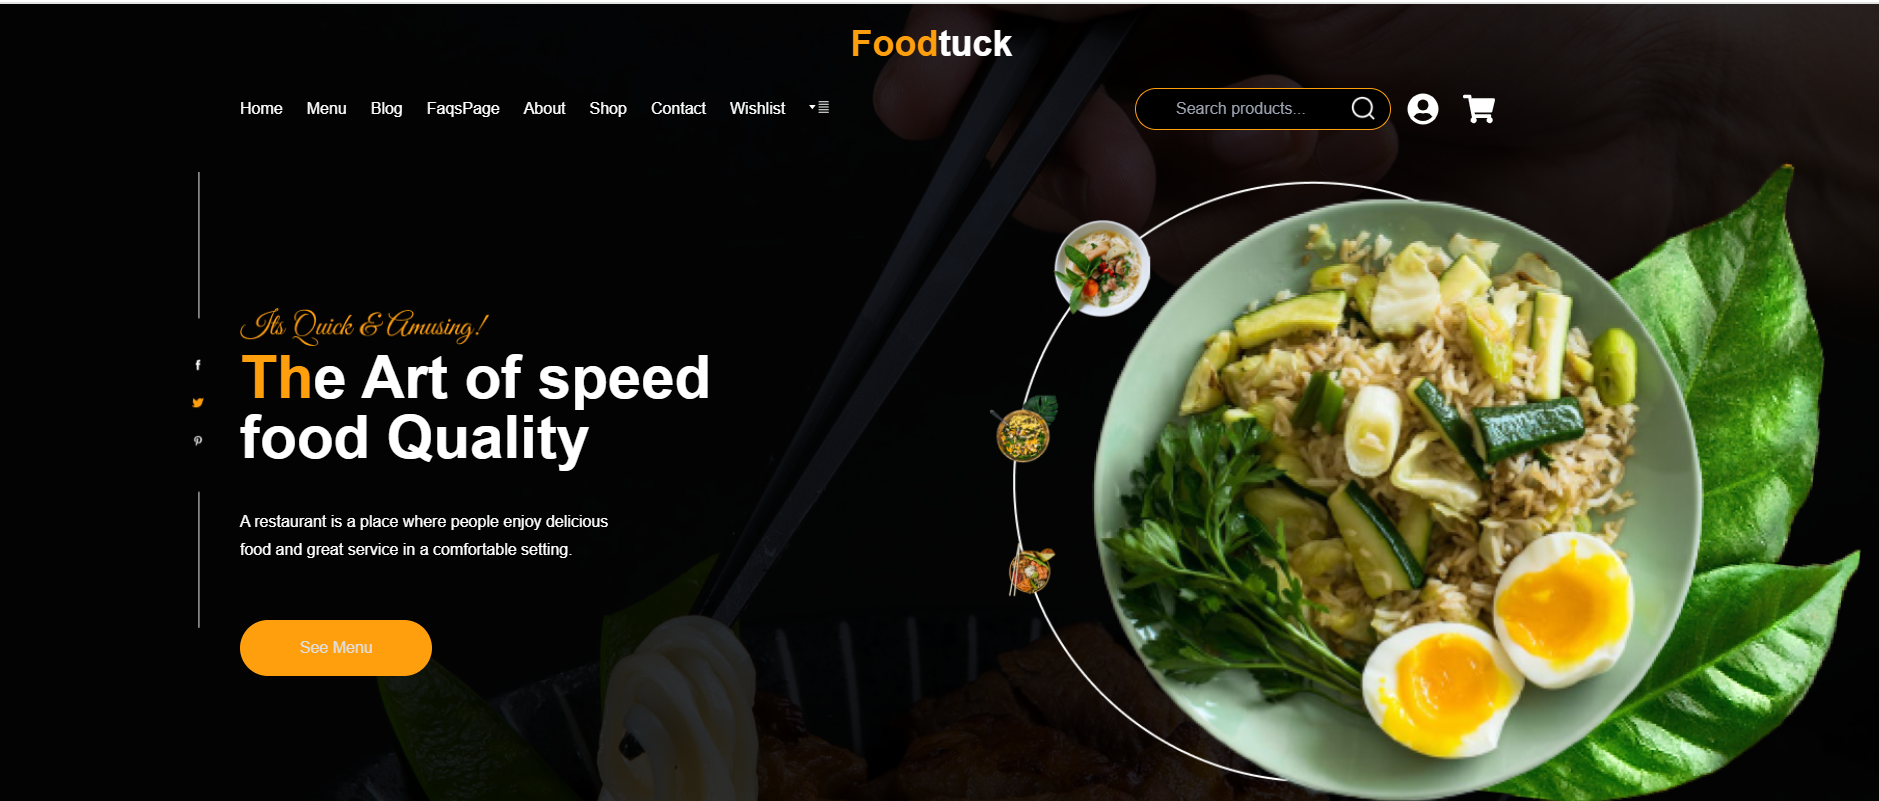 Foodtuck
Home Menu Blog FaqsPage About Shop Contact Wishlist
Search products...
Its Quick & Amusing!
The Art of speed
food Quality
A restaurant is a place where people enjoy delicious
food and great service in a comfortable setting.
See Menu